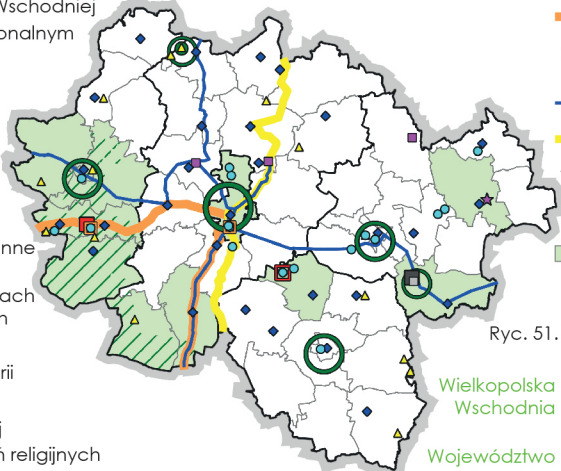 Wschodniej
onalnym
nne
ach
h
rii
j
ń religijnych
Ryc. 51.
Wielkopolska
Wschodnia
Województwo